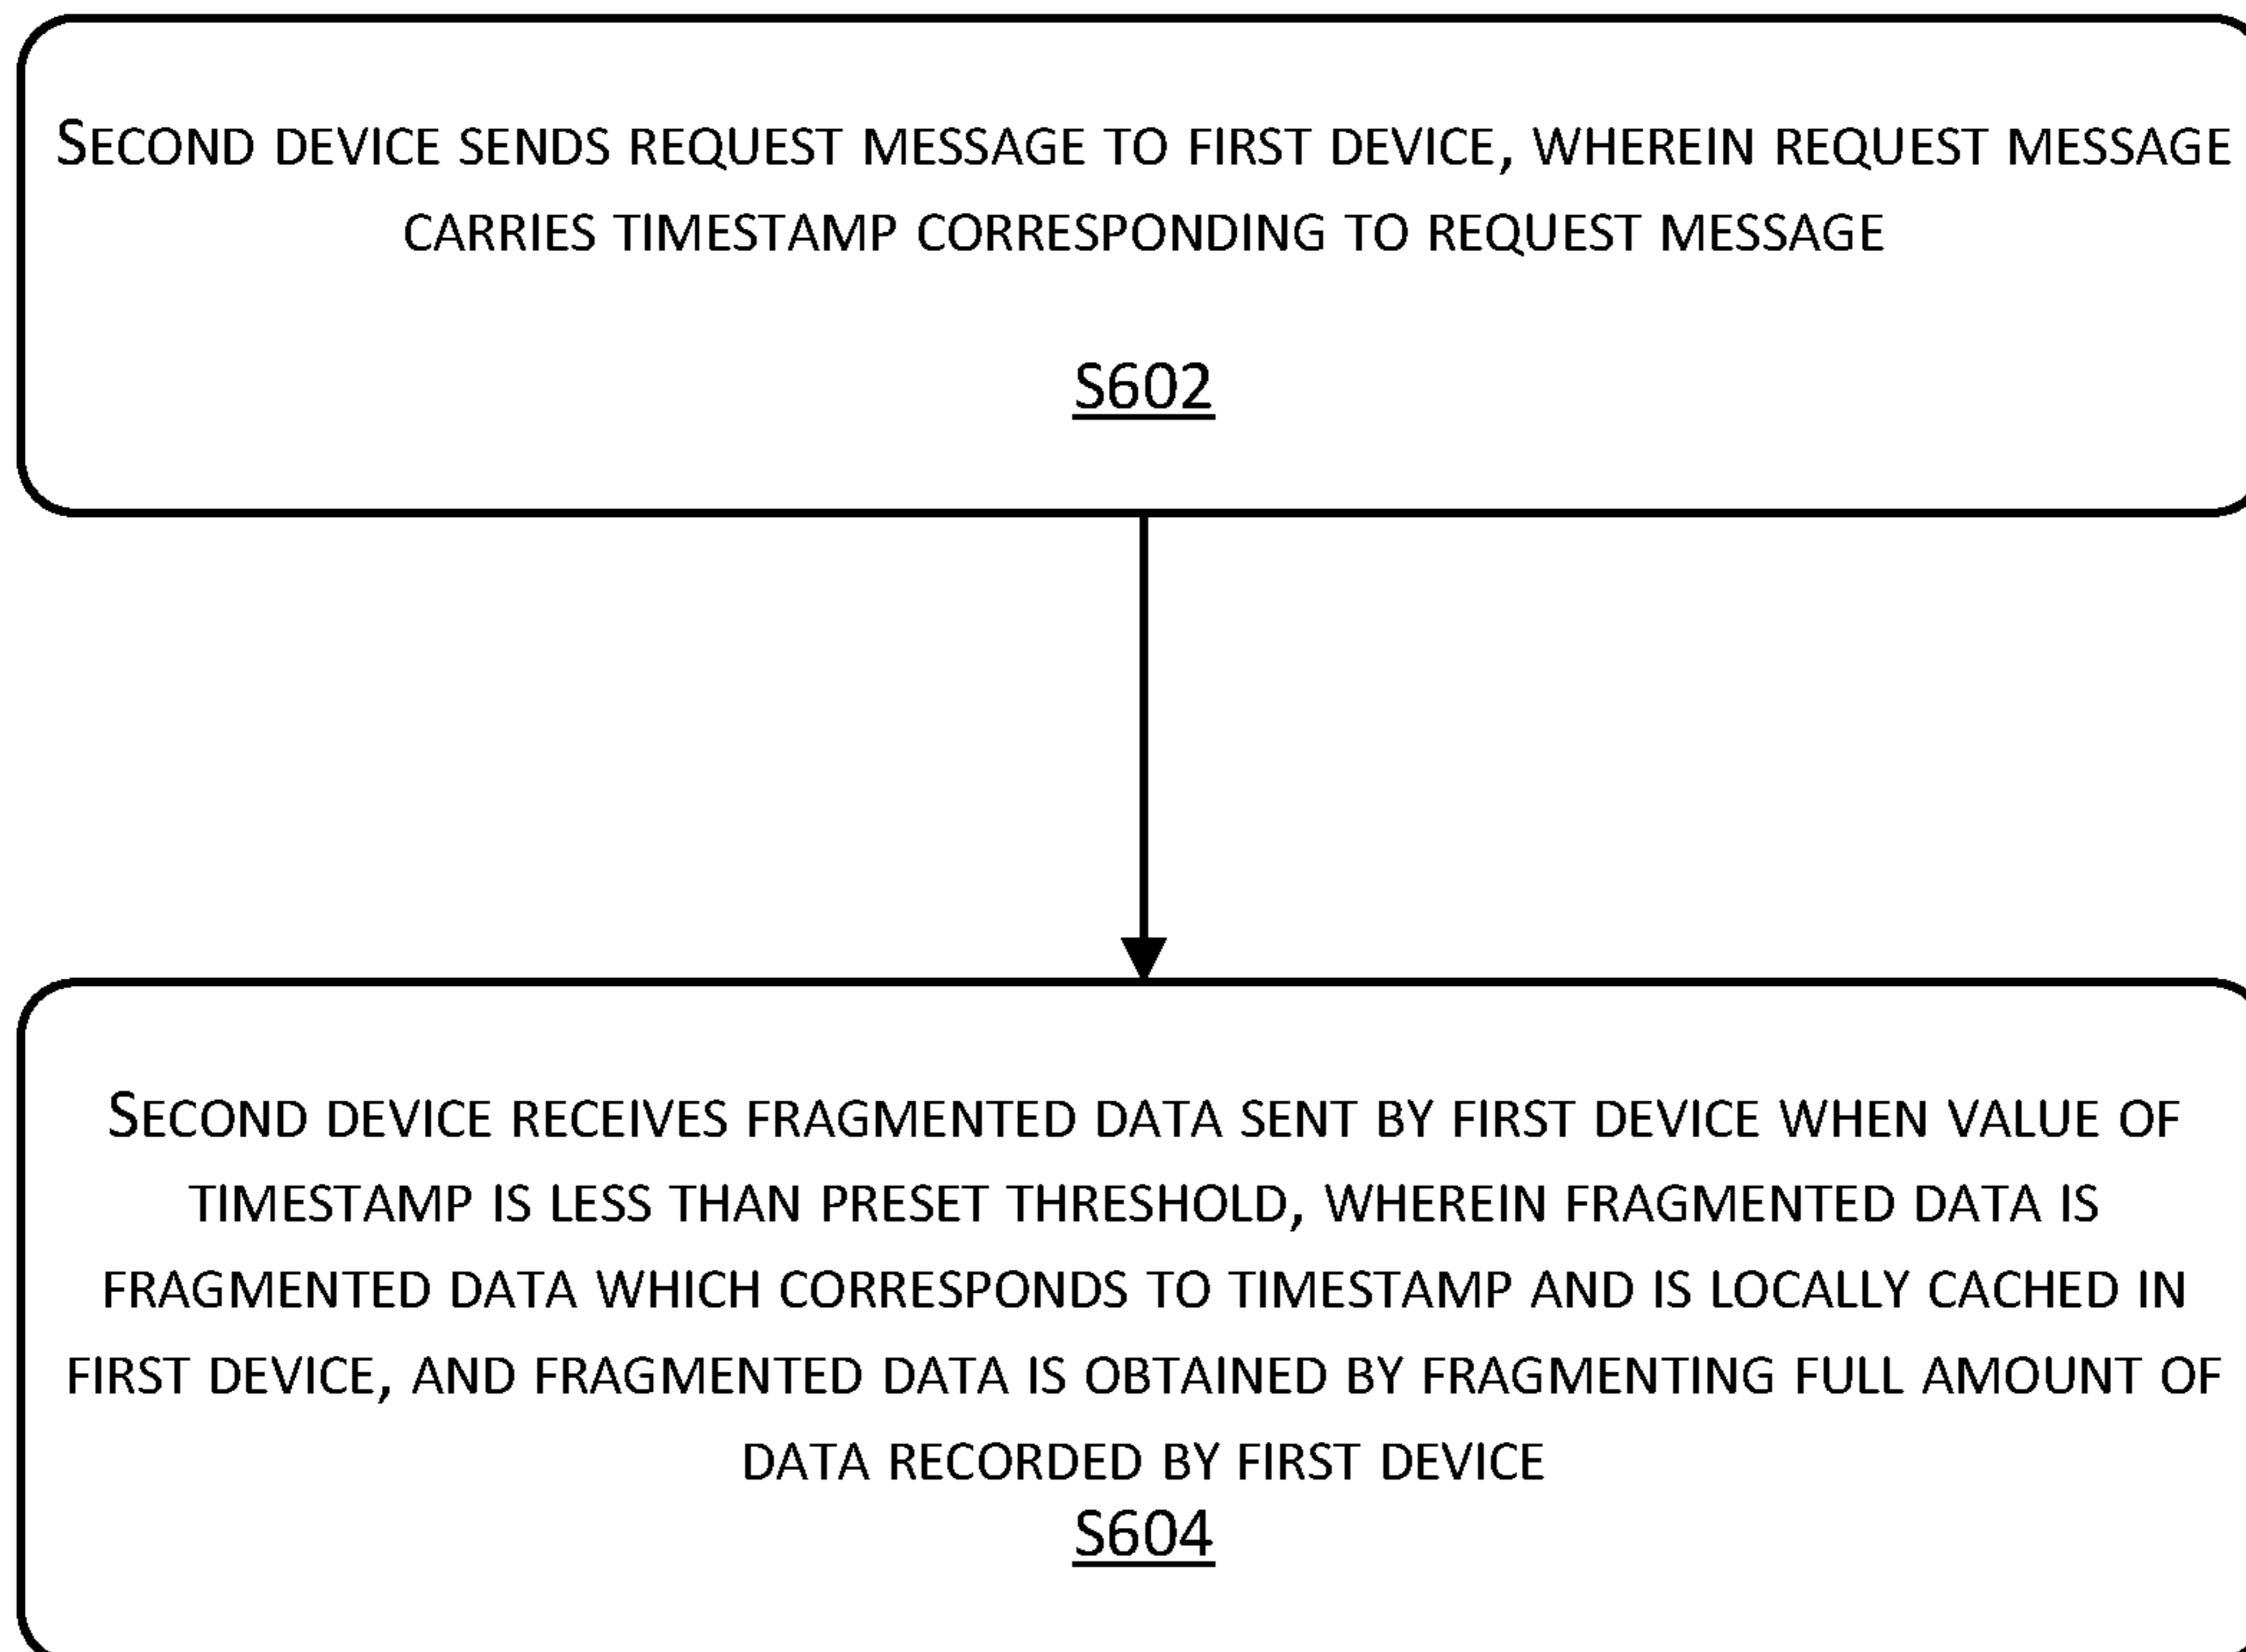 SECOND DEVICE SENDS REQUEST MESSAGE TO FIRST DEVICE, WHEREIN REQUEST MESSAGE
CARRIES TIMESTAMP CORRESPONDING TO REQUEST MESSAGE
S602
SECOND DEVICE RECEIVES FRAGMENTED DATA SENT BY FIRST DEVICE WHEN VALUE OF
TIMESTAMP IS LESS THAN PRESET THRESHOLD, WHEREIN FRAGMENTED DATA IS
FRAGMENTED DATA WHICH CORRESPONDS TO TIMESTAMP AND IS LOCALLY CACHED IN
FIRST DEVICE, AND FRAGMENTED DATA IS OBTAINED BY FRAGMENTING FULL AMOUNT OF
DATA RECORDED BY FIRST DEVICE
S604